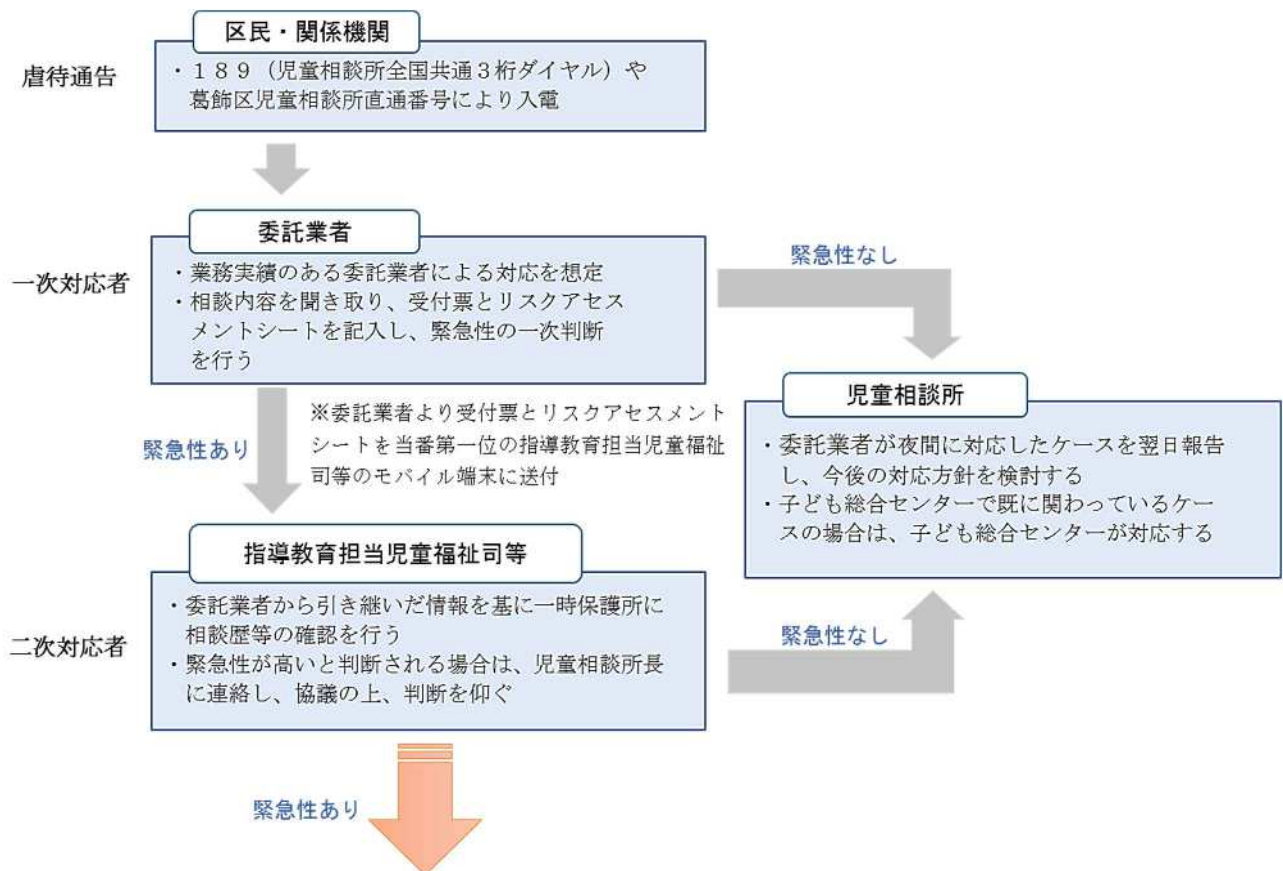 区民・関係機関
虐待通告
・１８９（児童相談所全国共通３桁ダイヤル）や
葛飾区児童相談所直通番号により入電
委託業者
一次対応者
・業務実績のある委託業者による対応を想定
・相談内容を聞き取り、受付票とリスクアセス
メントシートを記入し、緊急性の一次判断
を行う
緊急性なし
緊急性あり
※委託業者より受付票とリスクアセスメント
シートを当番第一位の指導教育担当児童福祉
司等のモバイル端末に送付
児童相談所
・委託業者が夜間に対応したケースを翌日報告
し、今後の対応方針を検討する
・子ども総合センターで既に関わっているケー
スの場合は、子ども総合センターが対応する
指導教育担当児童福祉司等
二次対応者
・委託業者から引き継いだ情報を基に一時保護所に
相談歴等の確認を行う
・緊急性が高いと判断される場合は、児童相談所長
に連絡し、協議の上、判断を仰ぐ
緊急性なし
緊急性あり